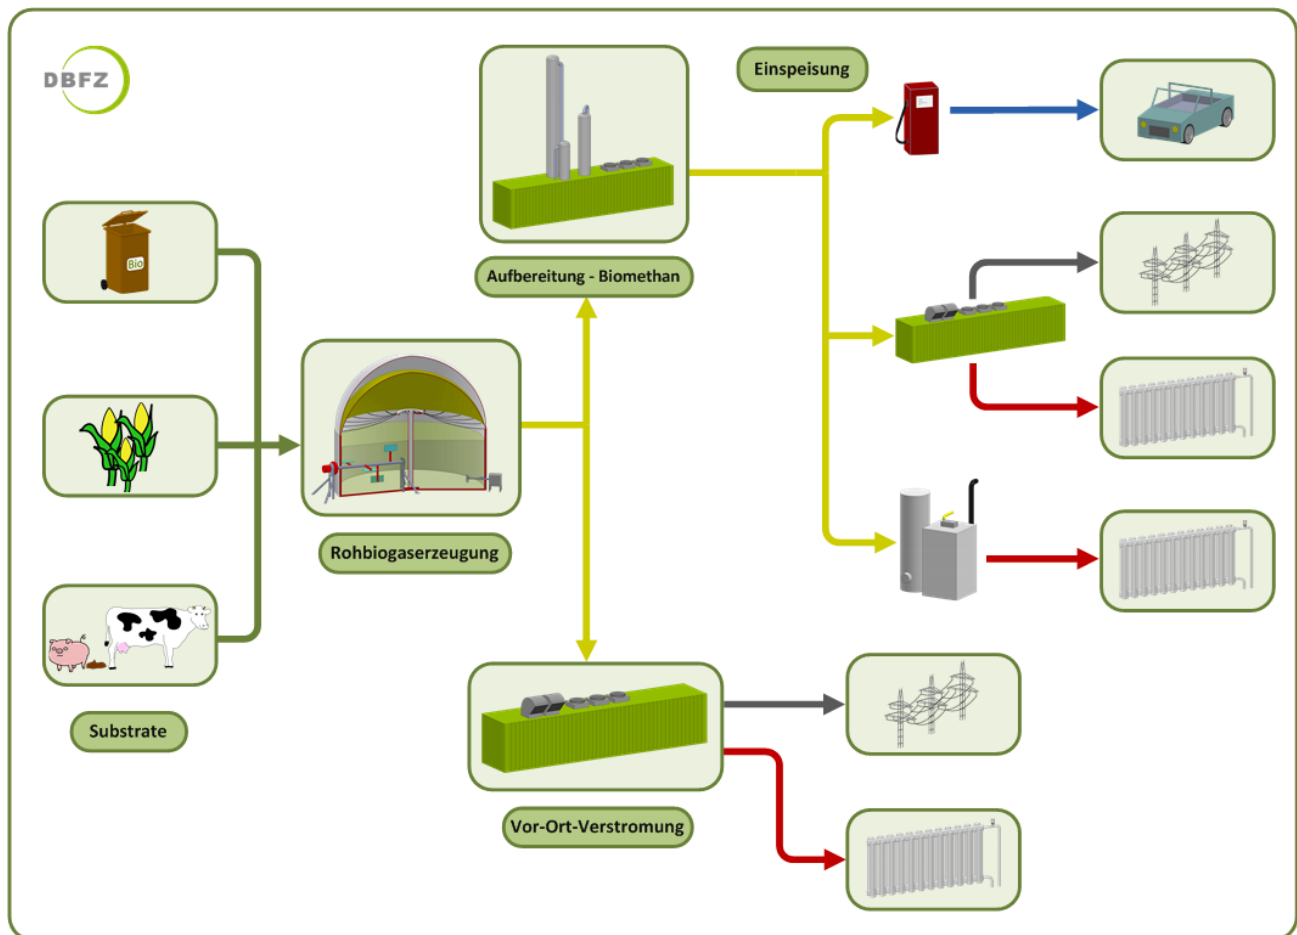 DBFZ
Einspeisung
Bio
Aufbereitung - Biomethan
Rohbiogaserzeugung
Substrate
Vor-Ort-Verstromung